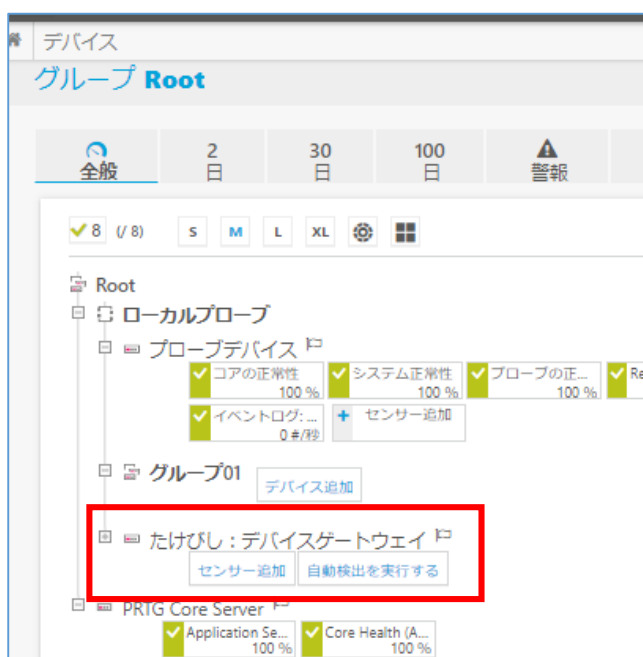 デバイス
グループ Root
全般
2
日
30
日
100
日
警報
8 (/ 8) S M L XL
Root
ローカルプローブ
プローブデバイス
コアの正常性
100 %
システム正常性
100 %
プローブの正...
100 %
Re
イベントログ: ...
0 #/秒
センサー追加
グループ01 デバイス追加
たけびし:デバイスゲートウェイ
センサー追加 自動検出を実行する
PRTG Core Server
Application Se...
100 %
Core Health (A...
100 %